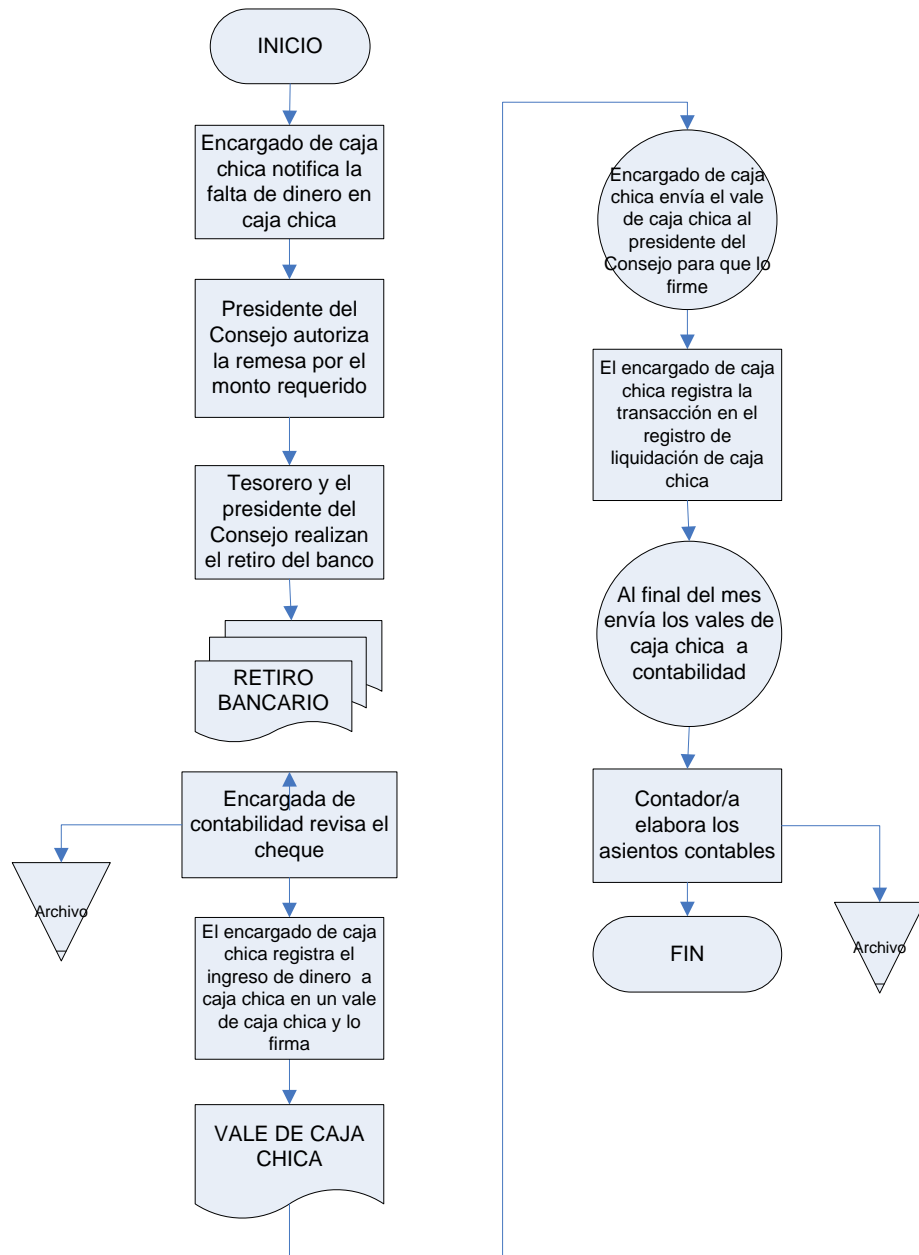 INICIO
Encargado de caja
chica notifica la
falta de dinero en
caja chica
Presidente del
Consejo autoriza
la remesa por el
monto requerido
Tesorero y el
presidente del
Consejo realizan
el retiro del banco
RETIRO
BANCARIO
Encargada de
contabilidad revisa el
cheque
Archivo
El encargado de caja
chica registra el
ingreso de dinero a
caja chica en un vale
de caja chica y lo
firma
VALE DE CAJA
CHICA
Encargado de caja
chica envía el vale
de caja chica al
presidente del
Consejo para que lo
firme
El encargado de caja
chica registra la
transacción en el
registro de
liquidación de caja
chica
Al final del mes
envía los vales de
caja chica a
contabilidad
Contador/a
elabora los
asientos contables
FIN
Archivo